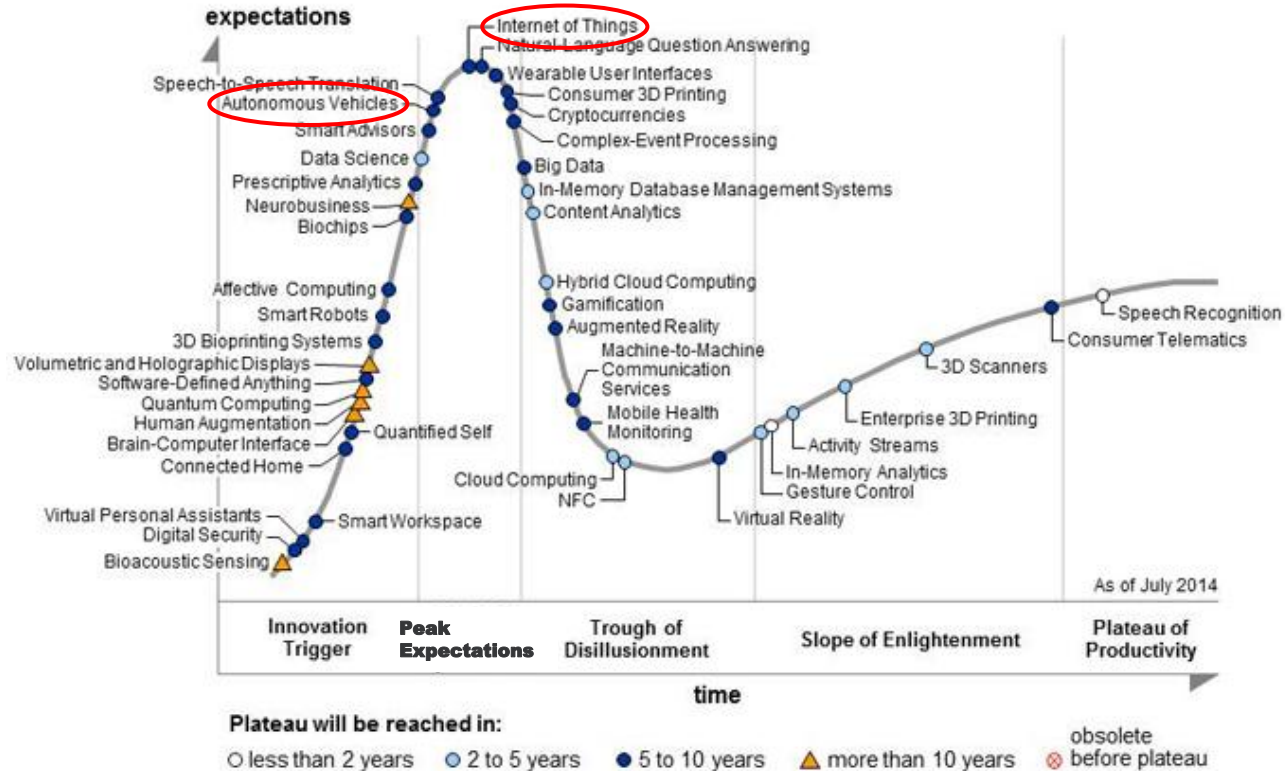 expectations
Internet of Things
Natural-Language Question Answering
Wearable User Interfaces
Speech-to-Speech Translation
Consumer 3D Printing
Autonomous Vehicles
Cryptocurrencies
Smart Advisors
Complex-Event Processing
Data Science
Big Data
Prescriptive Analytics
In-Memory Database Management Systems
Neurobusiness
Content Analytics
Biochips
Hybrid Cloud Computing
Affective Computing
Gamification
Smart Robots
Augmented Reality
3D Bioprinting Systems
Machine-to-Machine
Communication
Services
Volumetric and Holographic Displays
Software-Defined Anything
Quantum Computing
Human Augmentation
Brain-Computer Interface
Quantified Self
Connected Home
Mobile Health
Monitoring
Speech Recognition
Consumer Telematics
3D Scanners
Enterprise 3D Printing
Activity Streams
In-Memory Analytics
Gesture Control
Cloud Computing
NFC
Virtual Reality
Virtual Personal Assistants
Smart Workspace
Digital Security
Bioacoustic Sensing
As of July 2014
Innovation
Trigger
Peak
Expectations
Trough of
Disillusionment
Slope of Enlightenment
Plateau of
Productivity
time
Plateau will be reached in:
less than 2 years
2 to 5 years
5 to 10 years
more than 10 years
obsolete
before plateau